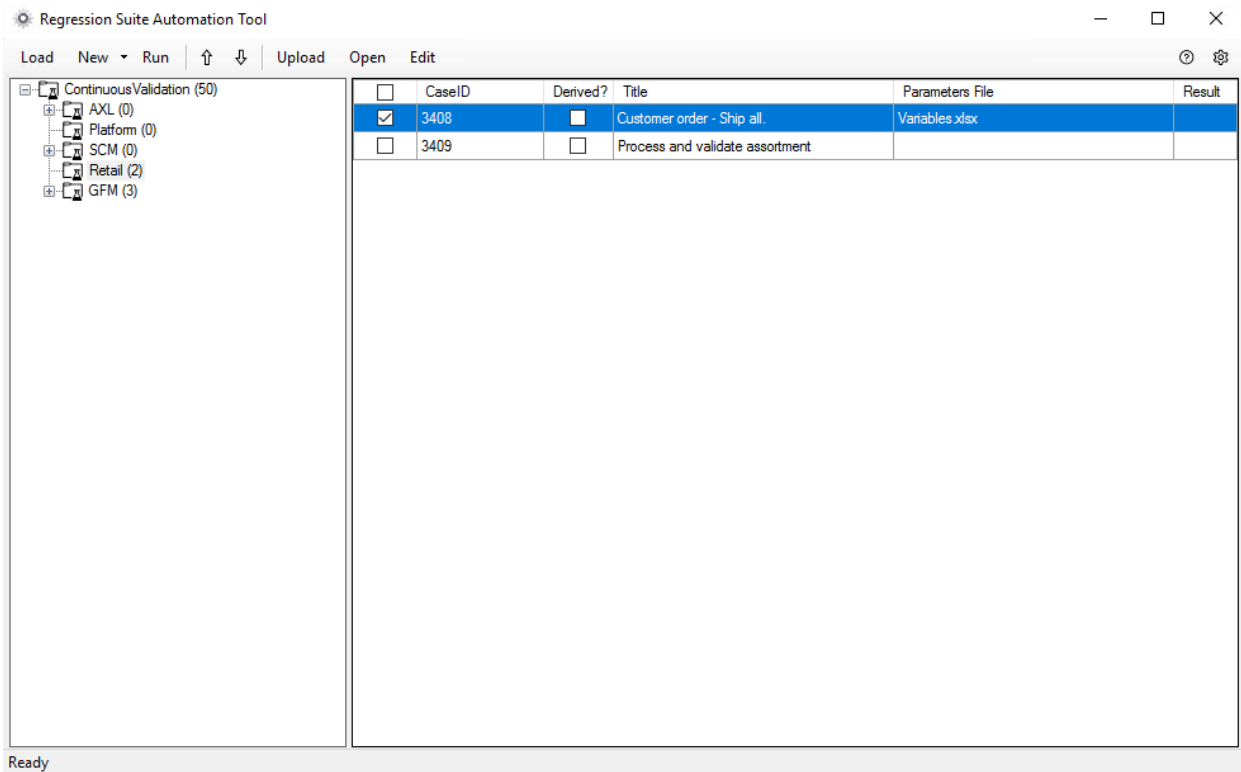 Regression Suite Automation Tool
Load New Run Upload Open Edit
ContinuousValidation (50)
AXL (0)
Platform (0)
SCM (0)
Retail (2)
GFM (3)
CaseID Derived? Title Parameters File Result
3408 Customer order - Ship all. Variables.xlsx
3409 Process and validate assortment
Ready